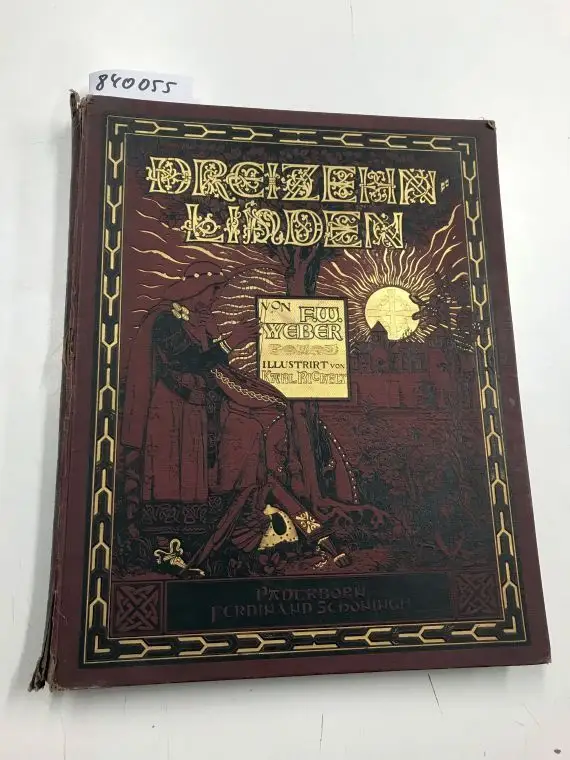 840055
DREIZEHN-
LINDEN
VON F.W.
WEBER
ILLUSTRIRT VON
KARL RICKELT
PADERBORN
FERDINAND SCHÖNINGH